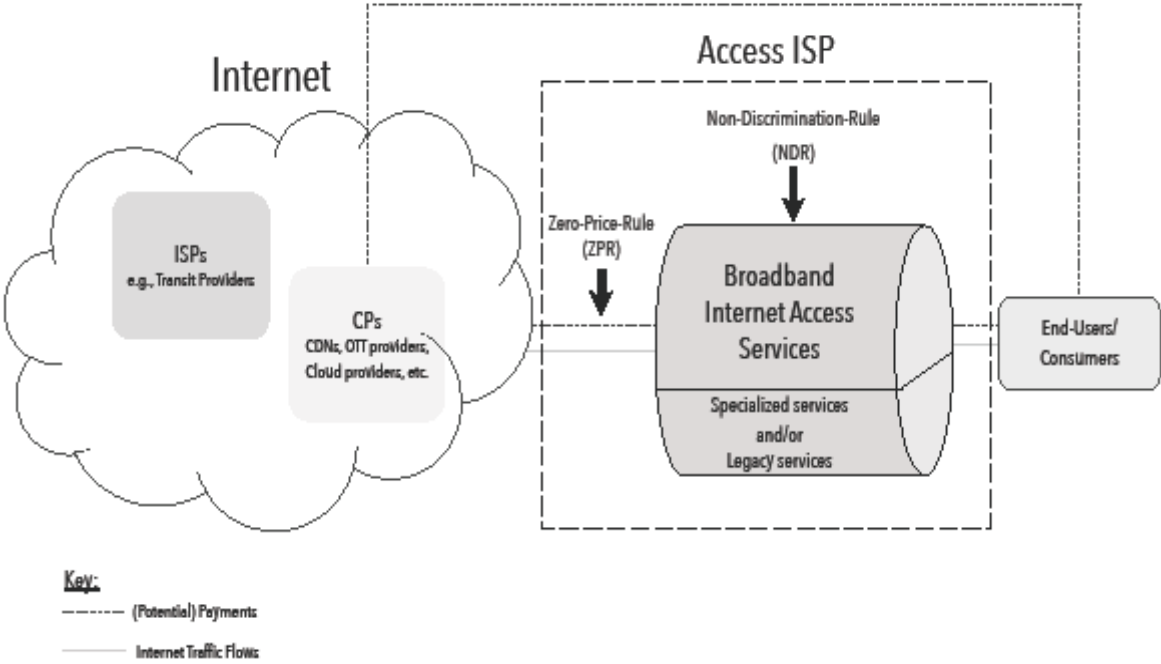 Internet
Access ISP
Non-Discrimination-Rule
(NDR)
Zero-Price-Rule
(ZPR)
ISPs
e.g., Transit Providers
CPs
CDNs, OTT providers,
Cloud providers, etc.
Broadband
Internet Access
Services
Specialized services
and/or
Legacy services
End-Users/
Consumers
Key:
(Potential) Payments
Internet Traffic Flows